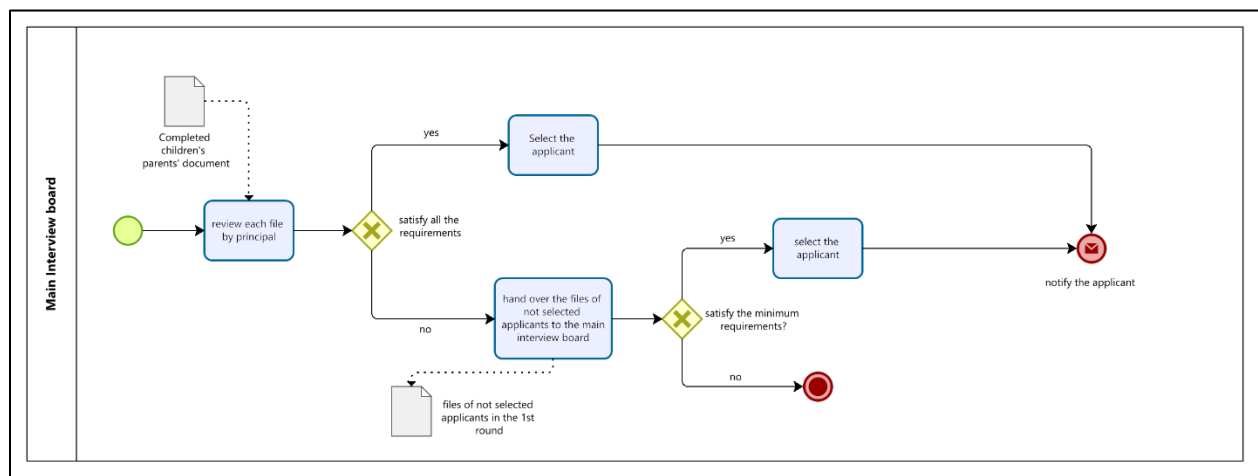 Main Interview board
Completed
children's
parents' document
review each file
by principal
satisfy all the
requirements
yes
Select the
applicant
no
hand over the files of
not selected
applicants to the main
interview board
files of not selected
applicants in the 1st
round
satisfy the minimum
requirements?
yes
select the
applicant
no
notify the applicant